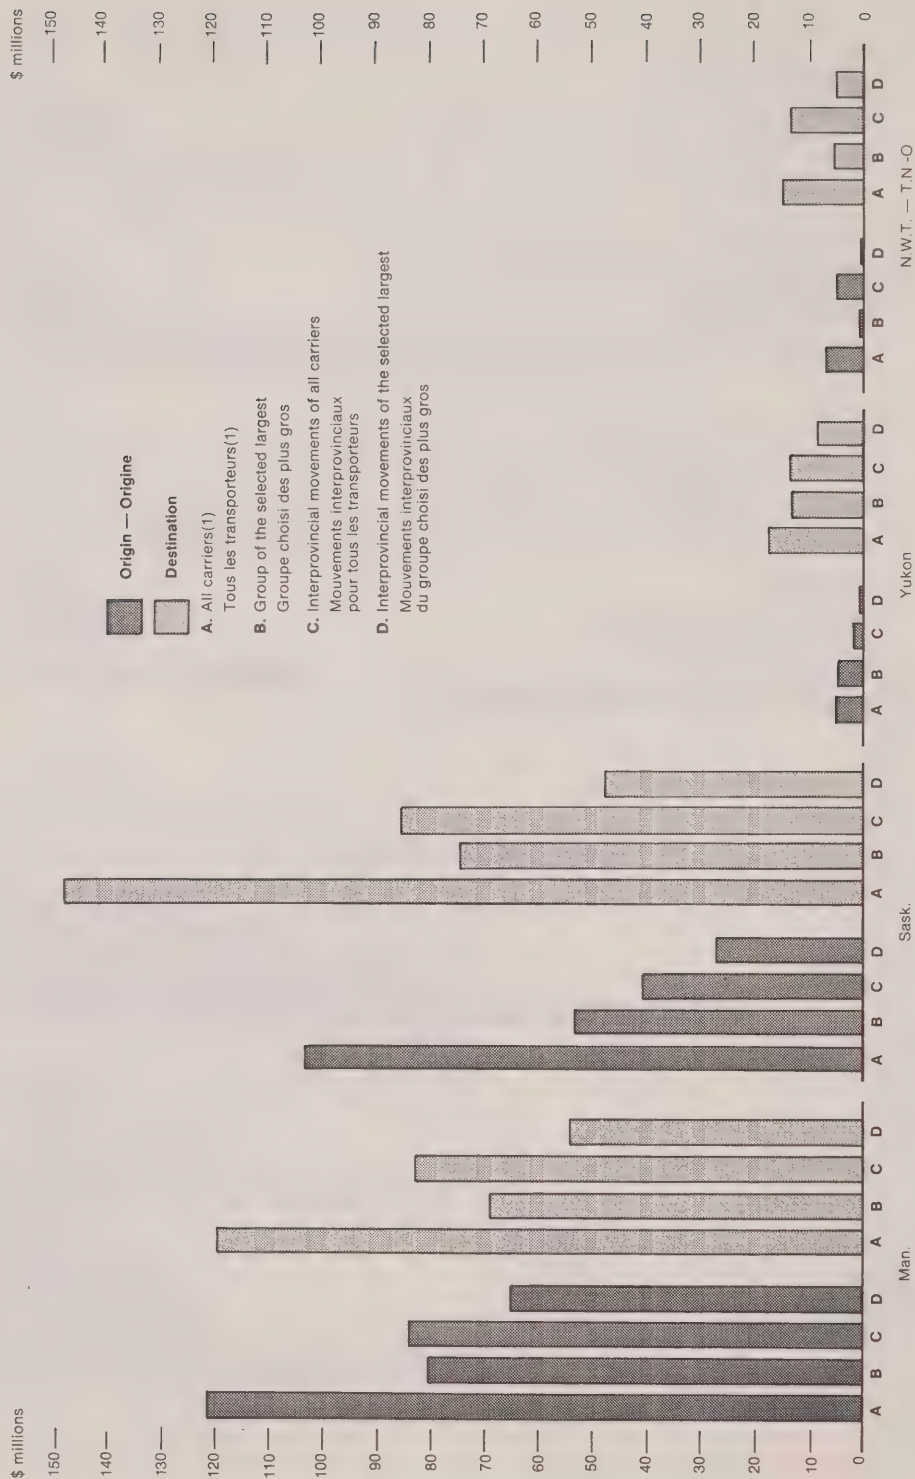 $ millions
150
140
130
120
110
100
90
80
70
60
50
40
30
20
10
0
$ millions
150
140
130
120
110
100
90
80
70
60
50
40
30
20
10
0
Origin — Origine
Destination
A. All carriers(1)
Tous les transporteurs(1)
B. Group of the selected largest
Groupe choisi des plus gros
C. Interprovincial movements of all carriers
Mouvements interprovinciaux
pour tous les transporteurs
D. Interprovincial movements of the selected largest
Mouvements interprovinciaux
du groupe choisi des plus gros
A B C D A B C D A B C D A B C D A B C D A B C D A B C D A B C D
Man. Sask. Yukon N.W.T. — T.N-O